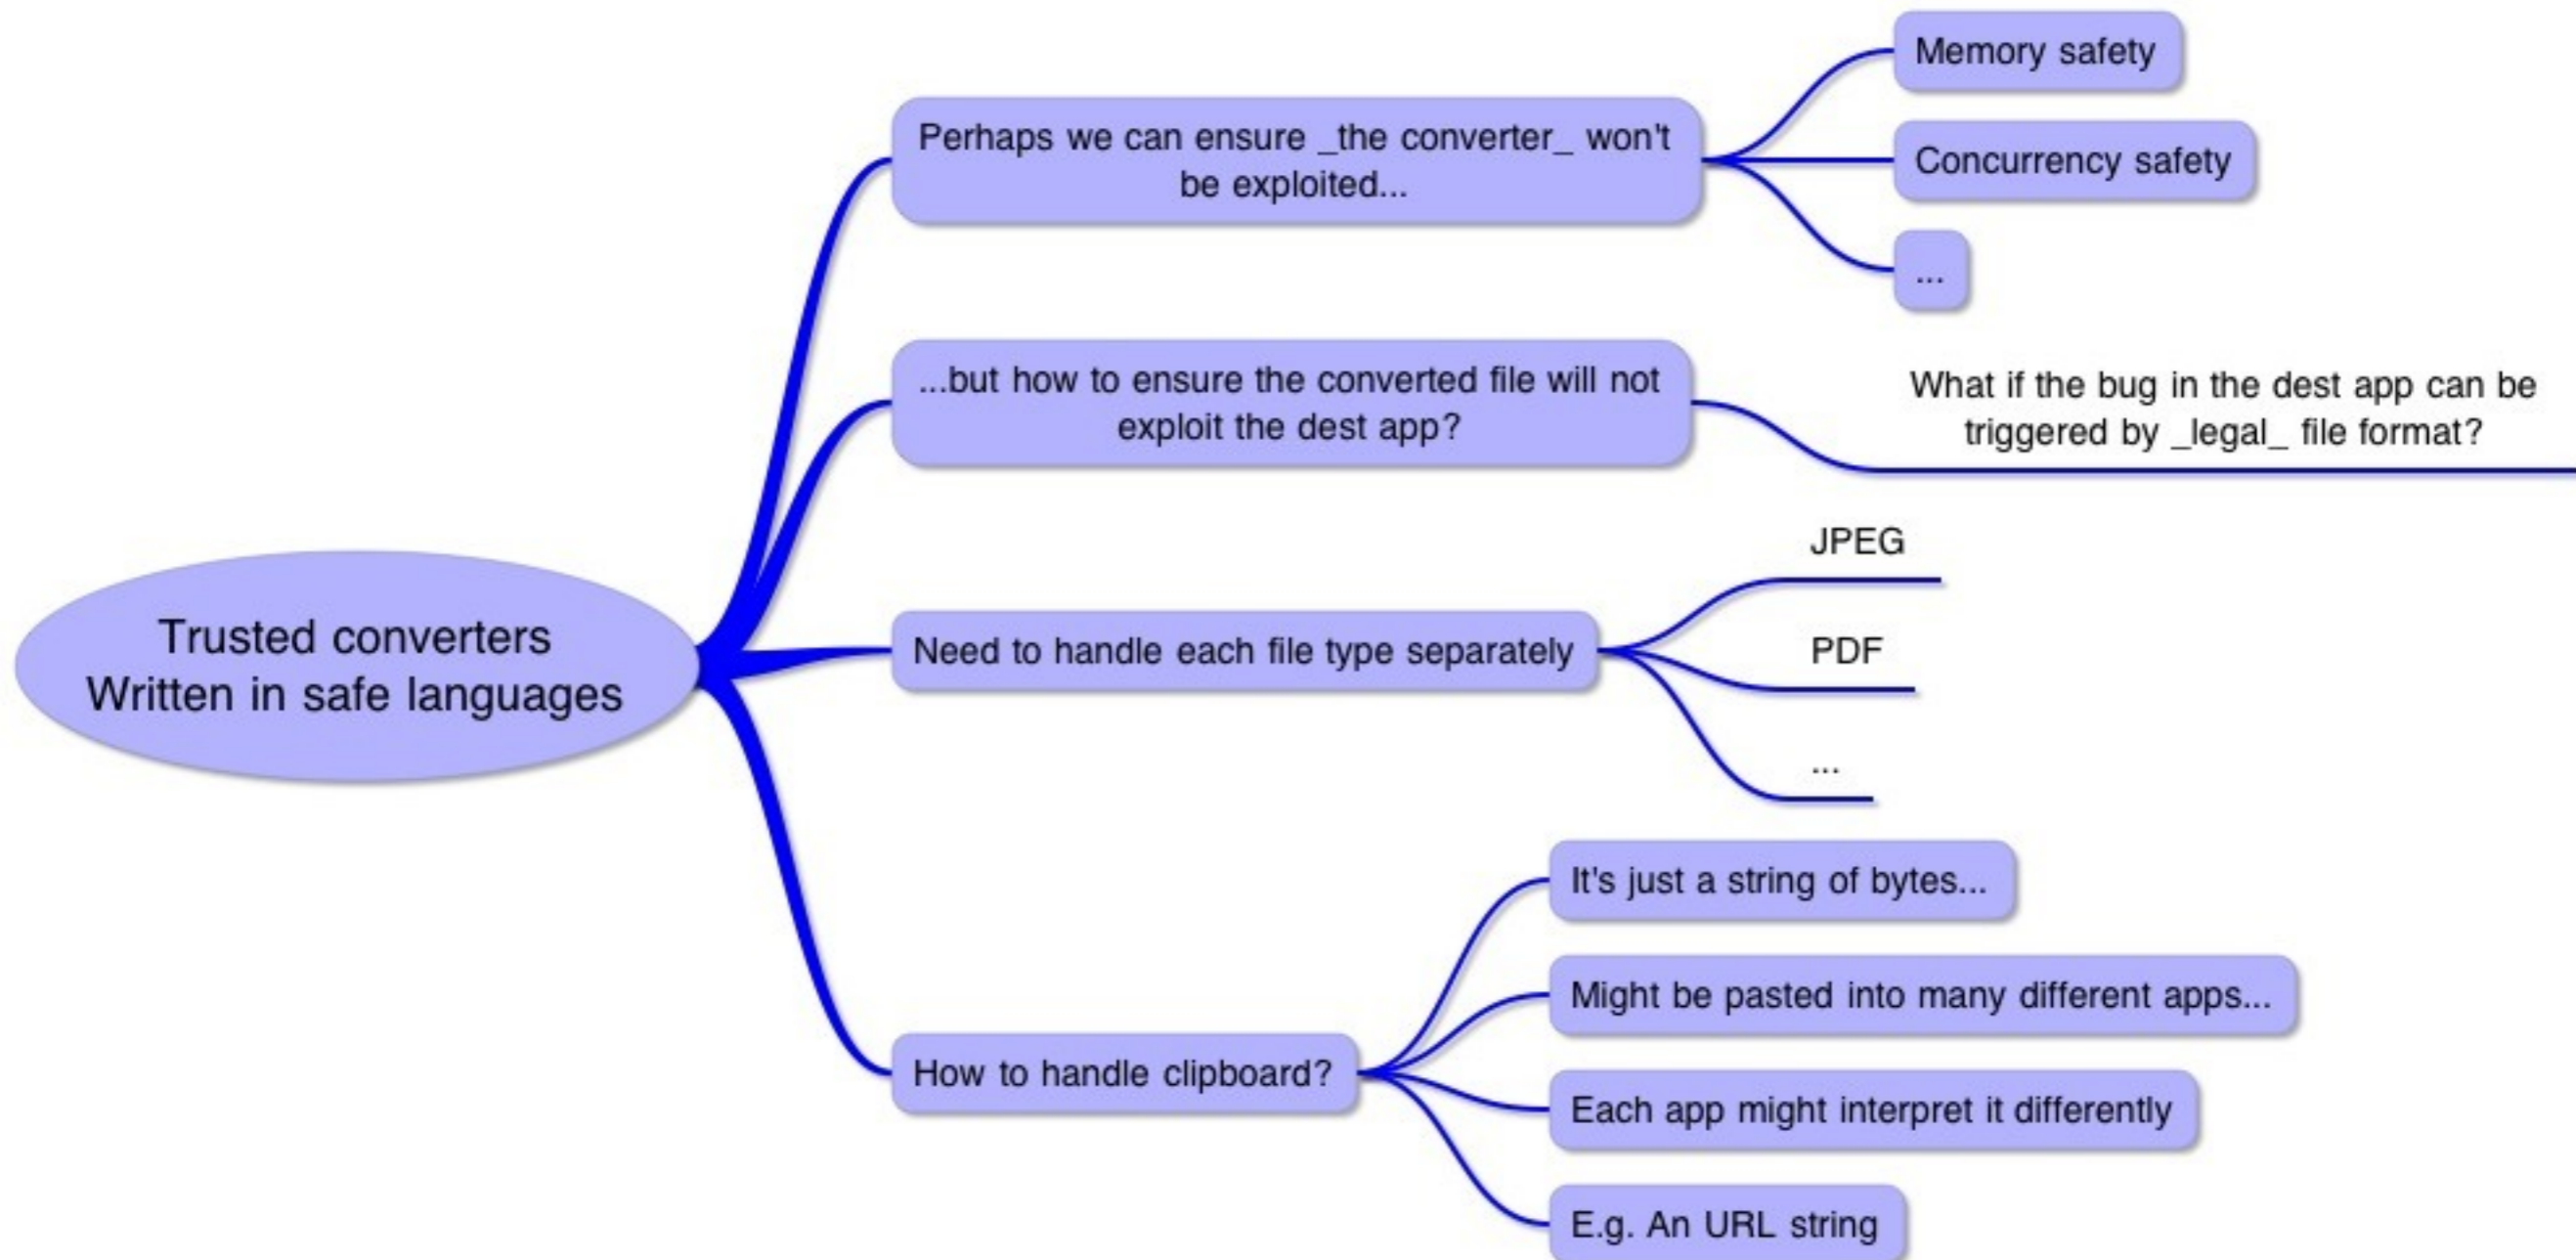 Trusted converters
Written in safe languages
Perhaps we can ensure _the converter_ won't
be exploited...
Memory safety
Concurrency safety
...
...but how to ensure the converted file will not
exploit the dest app?
What if the bug in the dest app can be
triggered by _legal_ file format?
Need to handle each file type separately
JPEG
PDF
...
How to handle clipboard?
It's just a string of bytes...
Might be pasted into many different apps...
Each app might interpret it differently
E.g. An URL string